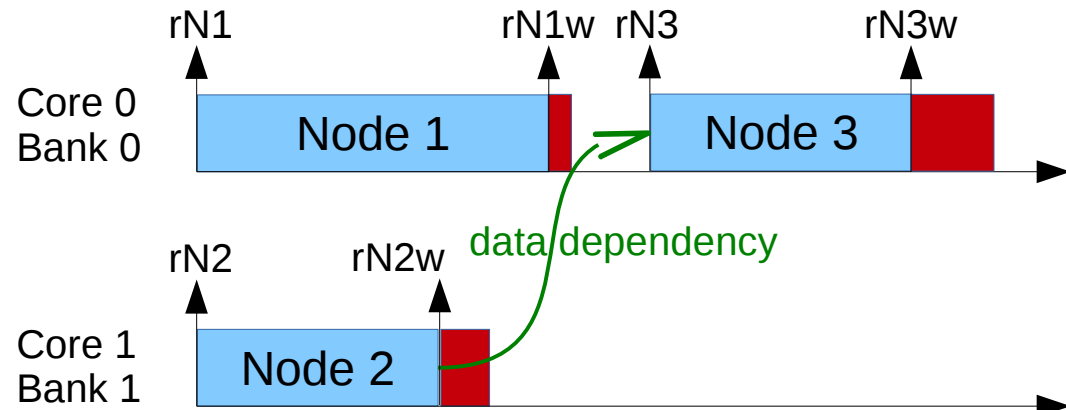 rN1 rN1w rN3 rN3w
Core 0
Bank 0
Node 1 Node 3
data dependency
rN2 rN2w
Core 1
Bank 1
Node 2